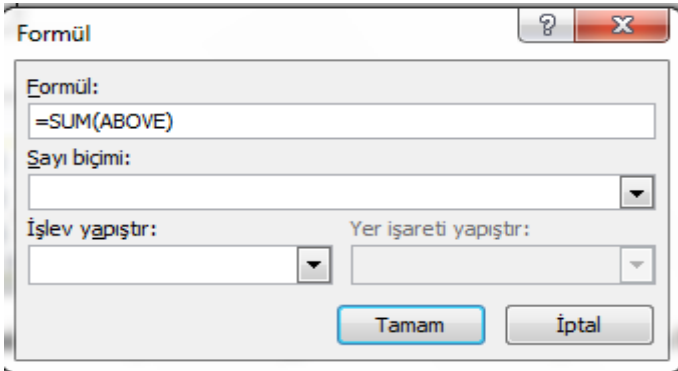 Formül
Formül:
=SUM(ABOVE)
Sayı biçimi:
İşlev yapıştır:
Yer işareti yapıştır:
Tamam
İptal